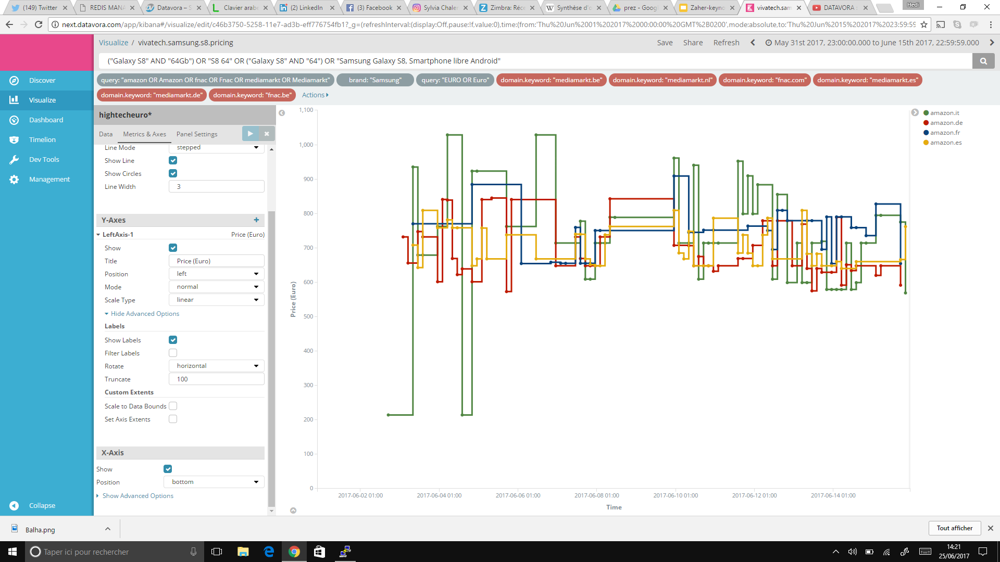 (149) Twitter
REDIS MANA
Datavora – S
Clavier arabe
(2) LinkedIn
(3) Facebook
Sylvia Chaler
Zimbra: Réce
Synthèse d'o
prez - Googl
Zaher-keyno
vivatech.sam
DATAVORA
Hedi
next.datavora.com/app/kibana#/visualize/edit/c46b3750-5258-11e7-ad3b-eff776754fb1?_g=(refreshInterval:(display:Off,pause:!f,value:0),time:(from:'Thu%20Jun%2001%202017%2000:00:00%20GMT%2B0200',mode:absolute,to:'Thu%20Jun%2015%202017%2023:59:59
Visualize / vivatech.samsung.s8.pricing
Save Share Refresh May 31st 2017, 23:00:00.000 to June 15th 2017, 22:59:59.000
("Galaxy S8" AND "64Gb") OR "S8 64" OR ("Galaxy S8" AND "64") OR "Samsung Galaxy S8, Smartphone libre Android"
query: "amazon OR Amazon OR fnac OR Fnac OR mediamarkt OR Mediamarkt" brand: "Samsung" query: "EURO OR Euro" domain.keyword: "mediamarkt.be" domain.keyword: "mediamarkt.nl" domain.keyword: "fnac.com" domain.keyword: "mediamarkt.es"
domain.keyword: "mediamarkt.de" domain.keyword: "fnac.be" Actions
Discover
Visualize
Dashboard
Timelion
Dev Tools
Management
Collapse
hightecheuro*
Data Metrics & Axes Panel Settings
Line Mode stepped
Show Line
Show Circles
Line Width 3
Y-Axes
LeftAxis-1 Price (Euro)
Show
Title Price (Euro)
Position left
Mode normal
Scale Type linear
Hide Advanced Options
Labels
Show Labels
Filter Labels
Rotate horizontal
Truncate 100
Custom Extents
Scale to Data Bounds
Set Axis Extents
X-Axis
Show
Position bottom
Show Advanced Options
1,100
1,000
900
800
700
600
500
400
300
200
100
0
Price (Euro)
2017-06-02 01:00 2017-06-04 01:00 2017-06-06 01:00 2017-06-08 01:00 2017-06-10 01:00 2017-06-12 01:00 2017-06-14 01:00
Time
amazon.it
amazon.de
amazon.fr
amazon.es
Balha.png
Tout afficher
Taper ici pour rechercher
14:21
25/06/2017